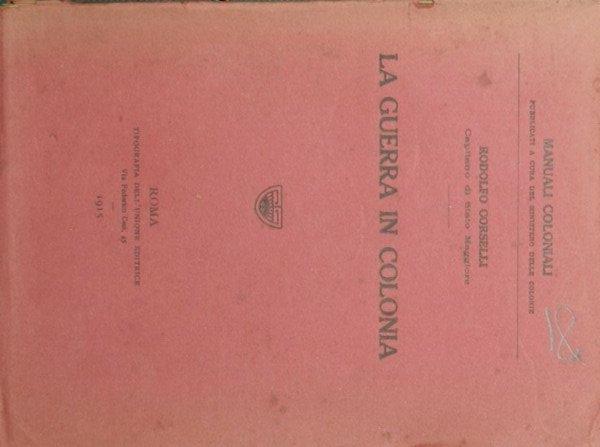 MANUALI COLONIALI
PUBBLICATI A CURA DEL MINISTERO DELLE COLONIE
RODOLFO CORSELLI
Capitano di Stato Maggiore
LA GUERRA IN COLONIA
ROMA
TIPOGRAFIA DELL'UNIONE EDITRICE
Via Federico Cesi, 45
1915